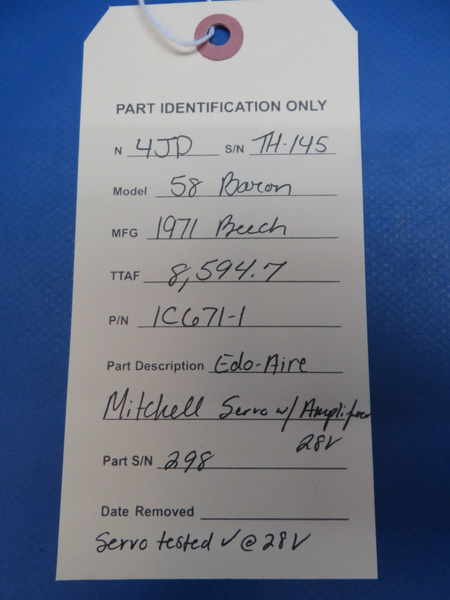 PART IDENTIFICATION ONLY
N 4JD S/N TH-145
Model 58 Baron
MFG 1971 Beech
TTAF 8,594.7
P/N 1C671-1
Part Description Edo-Aire
Mitchell Servo w/ Amplifier
28V
Part S/N 298
Date Removed
Servo tested ✓ @ 28V